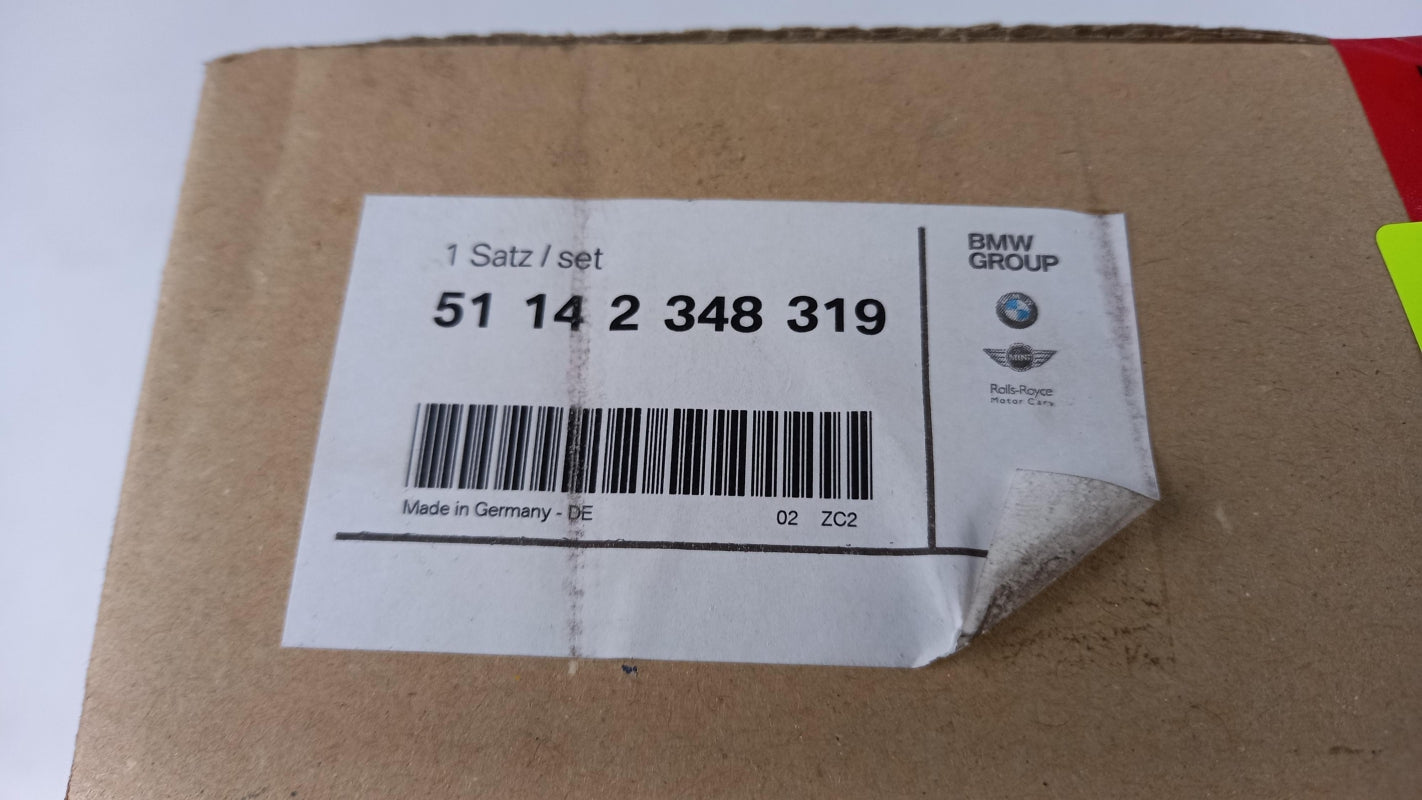 1 Satz / set
51 14 2 348 319
Made in Germany - DE
02 ZC2
BMW
GROUP
MINI
Rolls-Royce
Motor Cars